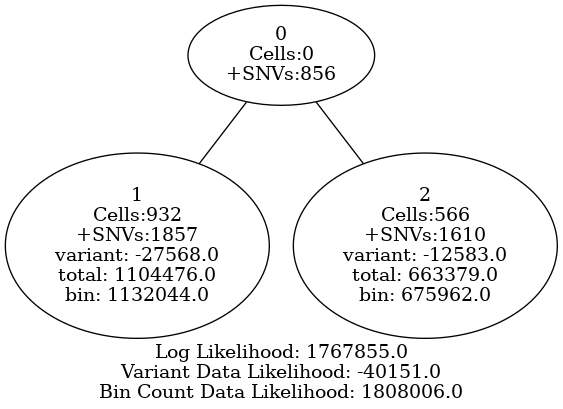 0
Cells:0
+SNVs:856
1
Cells:932
+SNVs:1857
variant: -27568.0
total: 1104476.0
bin: 1132044.0
2
Cells:566
+SNVs:1610
variant: -12583.0
total: 663379.0
bin: 675962.0
Log Likelihood: 1767855.0
Variant Data Likelihood: -40151.0
Bin Count Data Likelihood: 1808006.0